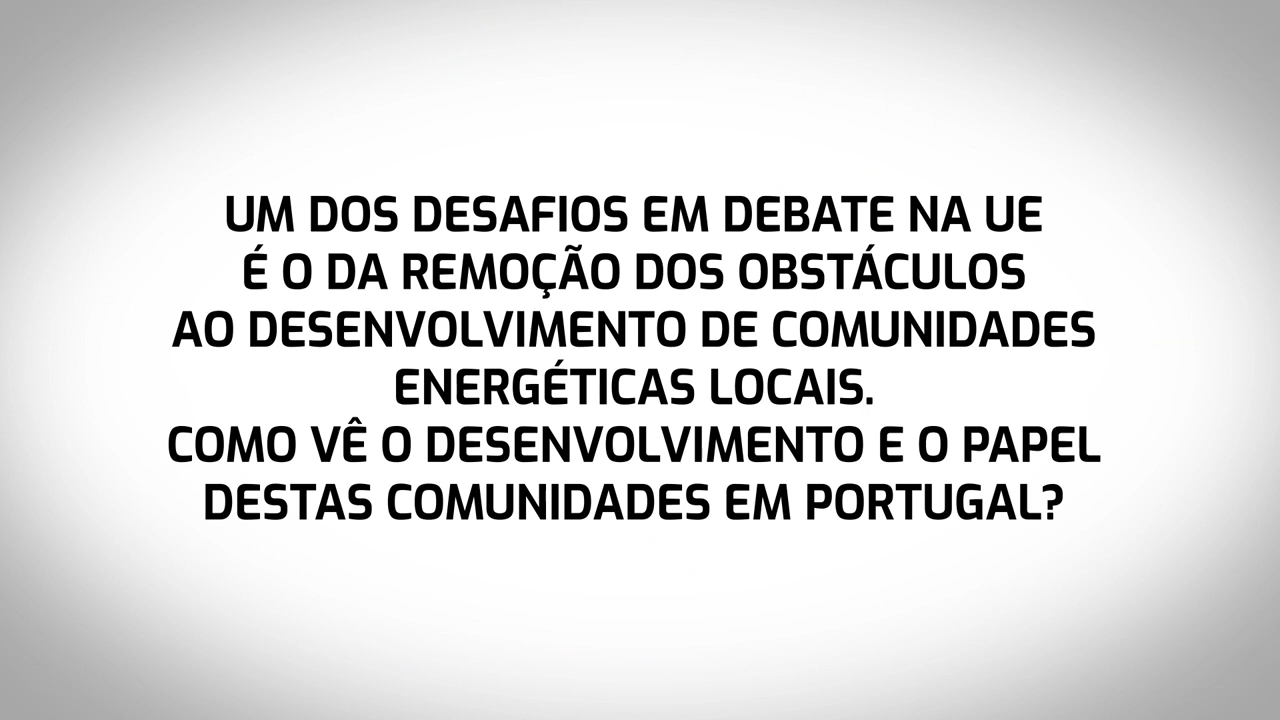 UM DOS DESAFIOS EM DEBATE NA UE
É O DA REMOÇÃO DOS OBSTÁCULOS
AO DESENVOLVIMENTO DE COMUNIDADES
ENERGÉTICAS LOCAIS.
COMO VÊ O DESENVOLVIMENTO E O PAPEL
DESTAS COMUNIDADES EM PORTUGAL?